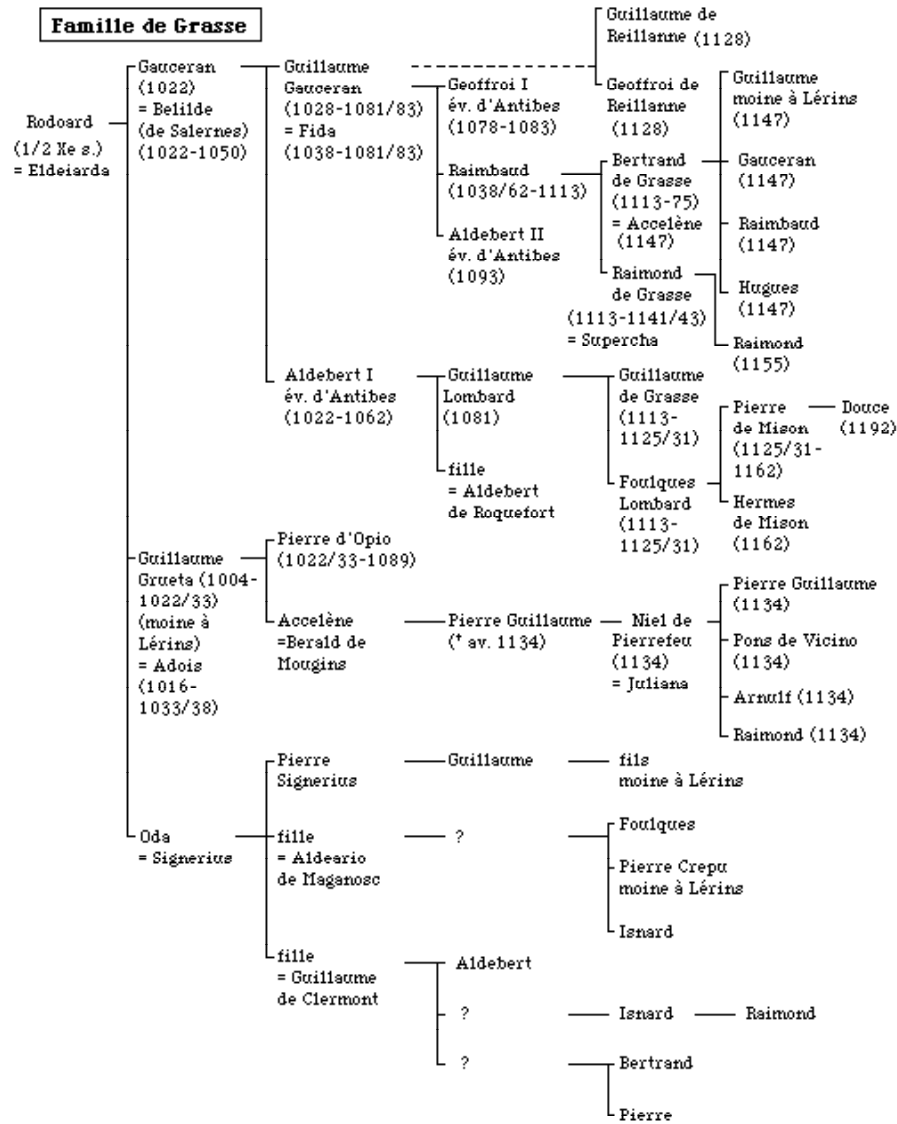 Famille de Grasse
Rodoard
(1/2 Xe s.)
= Eldeiarda
Gauceran
(1022)
= Belilde
(de Salernes)
(1022-1050)
Guillaume
Grueta (1004-
1022/33)
(moine à
Lérins)
= Adois
(1016-
1033/38)
Oda
= Signerius
Guillaume
Gauceran
(1028-1081/83)
= Fida
(1038-1081/83)
Aldebert I
év. d'Antibes
(1022-1062)
Pierre d'Opio
(1022/33-1089)
Accelène
=Berald de
Mougins
Pierre
Signerius
fille
= Aldeario
de Maganosc
fille
= Guillaume
de Clermont
Geoffroi I
év. d'Antibes
(1078-1083)
Raimbaud
(1038/62-1113)
Aldebert II
év. d'Antibes
(1093)
Guillaume
Lombard
(1081)
fille
= Aldebert
de Roquefort
Pierre Guillaume
(† av. 1134)
Guillaume
?
Aldebert
?
?
Guillaume de
Reillanne (1128)
Geoffroi de
Reillanne
(1128)
Bertrand
de Grasse
(1113-75)
= Accelène
(1147)
Raimond
de Grasse
(1113-1141/43)
= Supercha
Guillaume
de Grasse
(1113-
1125/31)
Foulques
Lombard
(1113-
1125/31)
Niel de
Pierrefeu
(1134)
= Juliana
fils
moine à Lérins
Foulques
Pierre Crepu
moine à Lérins
Isnard
Isnard
Bertrand
Pierre
Guillaume
moine à Lérins
(1147)
Gauceran
(1147)
Raimbaud
(1147)
Hugues
(1147)
Raimond
(1155)
Pierre
de Mison
(1125/31-
1162)
Hermes
de Mison
(1162)
Pierre Guillaume
(1134)
Pons de Vicino
(1134)
Arnulf (1134)
Raimond (1134)
Raimond
Douce
(1192)